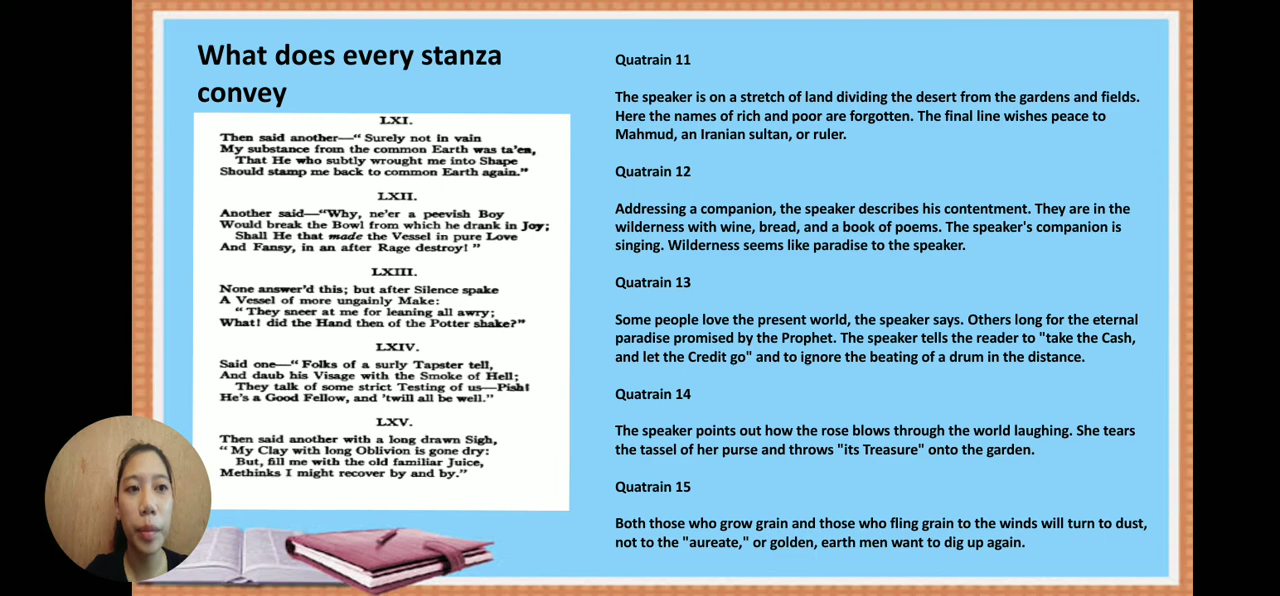 What does every stanza
convey
LXI.
Then said another—“Surely not in vain
My substance from the common Earth was ta'en,
That He who subtly wrought me into Shape
Should stamp me back to common Earth again.”
LXII.
Another said—“Why, ne'er a peevish Boy
Would break the Bowl from which he drank in Joy;
Shall He that made the Vessel in pure Love
And Fansy, in an after Rage destroy! ”
LXIII.
None answer'd this; but after Silence spake
A Vessel of more ungainly Make:
“ They sneer at me for leaning all awry;
What! did the Hand then of the Potter shake?”
LXIV.
Said one—“ Folks of a surly Tapster tell,
And daub his Visage with the Smoke of Hell;
They talk of some strict Testing of us—Pish!
He's a Good Fellow, and 'twill all be well.”
LXV.
Then said another with a long drawn Sigh,
“ My Clay with long Oblivion is gone dry:
But, fill me with the old familiar Juice,
Methinks I might recover by and by.”
Quatrain 11
The speaker is on a stretch of land dividing the desert from the gardens and fields.
Here the names of rich and poor are forgotten. The final line wishes peace to
Mahmud, an Iranian sultan, or ruler.
Quatrain 12
Addressing a companion, the speaker describes his contentment. They are in the
wilderness with wine, bread, and a book of poems. The speaker's companion is
singing. Wilderness seems like paradise to the speaker.
Quatrain 13
Some people love the present world, the speaker says. Others long for the eternal
paradise promised by the Prophet. The speaker tells the reader to "take the Cash,
and let the Credit go" and to ignore the beating of a drum in the distance.
Quatrain 14
The speaker points out how the rose blows through the world laughing. She tears
the tassel of her purse and throws "its Treasure" onto the garden.
Quatrain 15
Both those who grow grain and those who fling grain to the winds will turn to dust,
not to the "aureate," or golden, earth men want to dig up again.